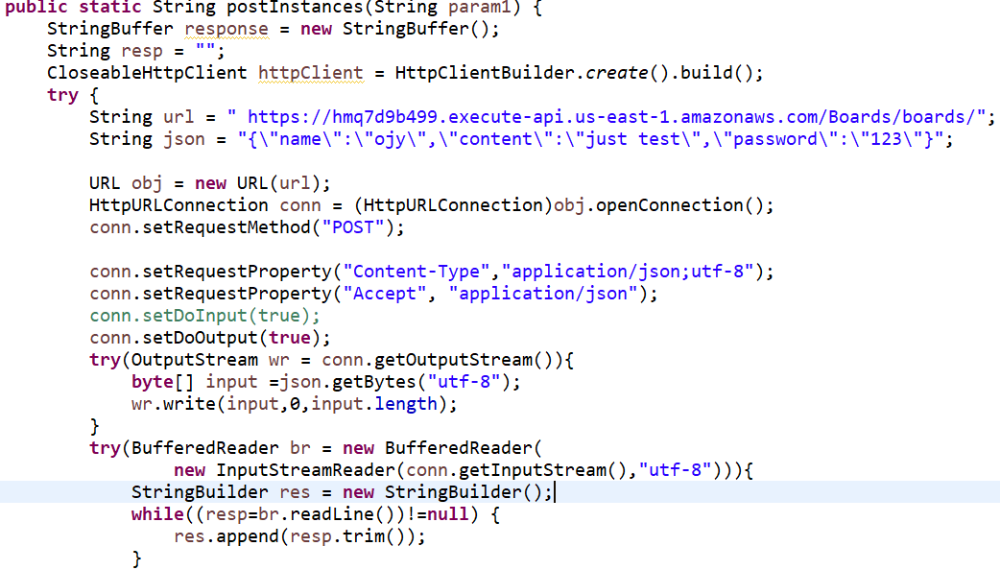 public static String postInstances(String param1) {
    StringBuffer response = new StringBuffer();
    String resp = "";
    CloseableHttpClient httpClient = HttpClientBuilder.create().build();
    try {
        String url = " https://hmq7d9b499.execute-api.us-east-1.amazonaws.com/Boards/boards/";
        String json = "{\"name\":\"ojy\",\"content\":\"just test\",\"password\":\"123\"}";

        URL obj = new URL(url);
        HttpURLConnection conn = (HttpURLConnection)obj.openConnection();
        conn.setRequestMethod("POST");

        conn.setRequestProperty("Content-Type","application/json;utf-8");
        conn.setRequestProperty("Accept", "application/json");
        conn.setDoInput(true);
        conn.setDoOutput(true);
        try(OutputStream wr = conn.getOutputStream()){
            byte[] input =json.getBytes("utf-8");
            wr.write(input,0,input.length);
        }
        try(BufferedReader br = new BufferedReader(
                new InputStreamReader(conn.getInputStream(),"utf-8"))){
            StringBuilder res = new StringBuilder();
            while((resp=br.readLine())!=null) {
                res.append(resp.trim());
            }